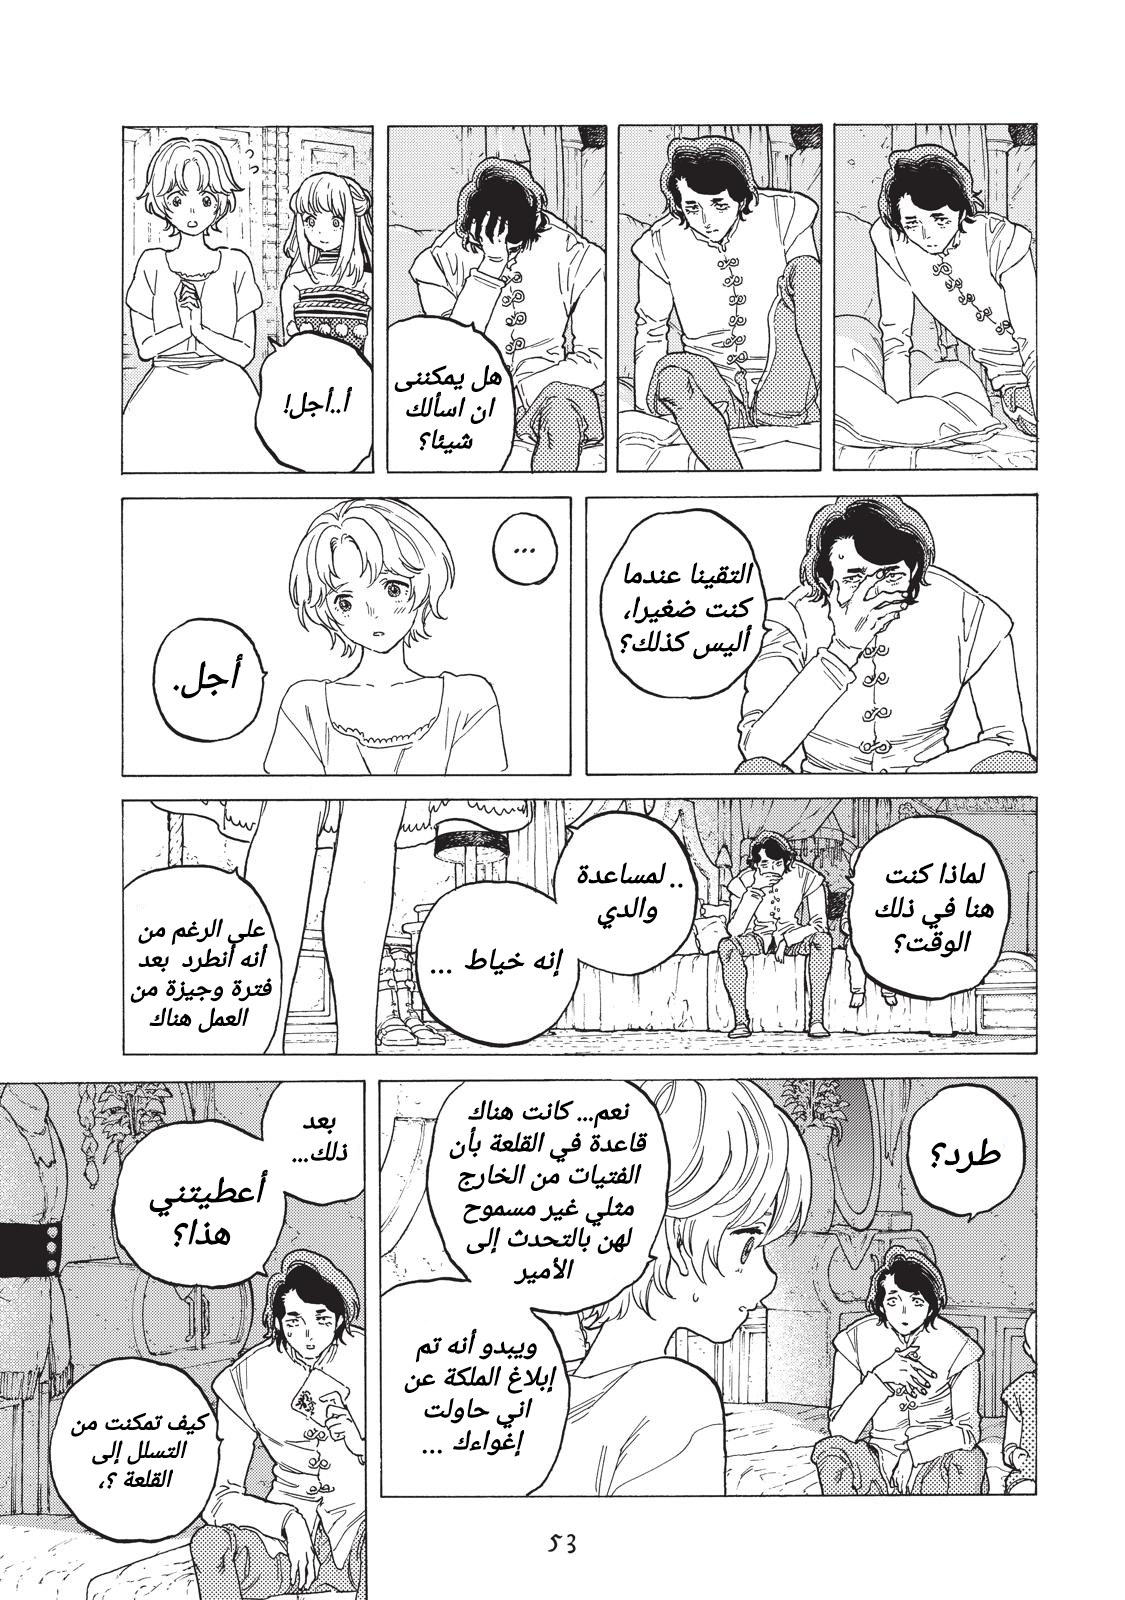 هل يمكننى
ان اسألك
شيئا؟
أ..أجل!
التقينا عندما
كنت ضغيرا،
أليس كذلك؟
...
أجل.
لماذا كنت
هنا في ذلك
الوقت؟
.. لمساعدة
والدي
إنه خياط ...
على الرغم من
أنه أنطرد بعد
فترة وجيزة من
العمل هناك
طرد؟
نعم... كانت هناك
قاعدة في القلعة بأن
الفتيات من الخارج
مثلي غير مسموح
لهن بالتحدث إلى
الأمير
ويبدو أنه تم
إبلاغ الملكة عن
اني حاولت
إغواءك ...
بعد
ذلك...
أعطيتني
هذا؟
كيف تمكنت من
التسلل إلى
القلعة ؟،
53